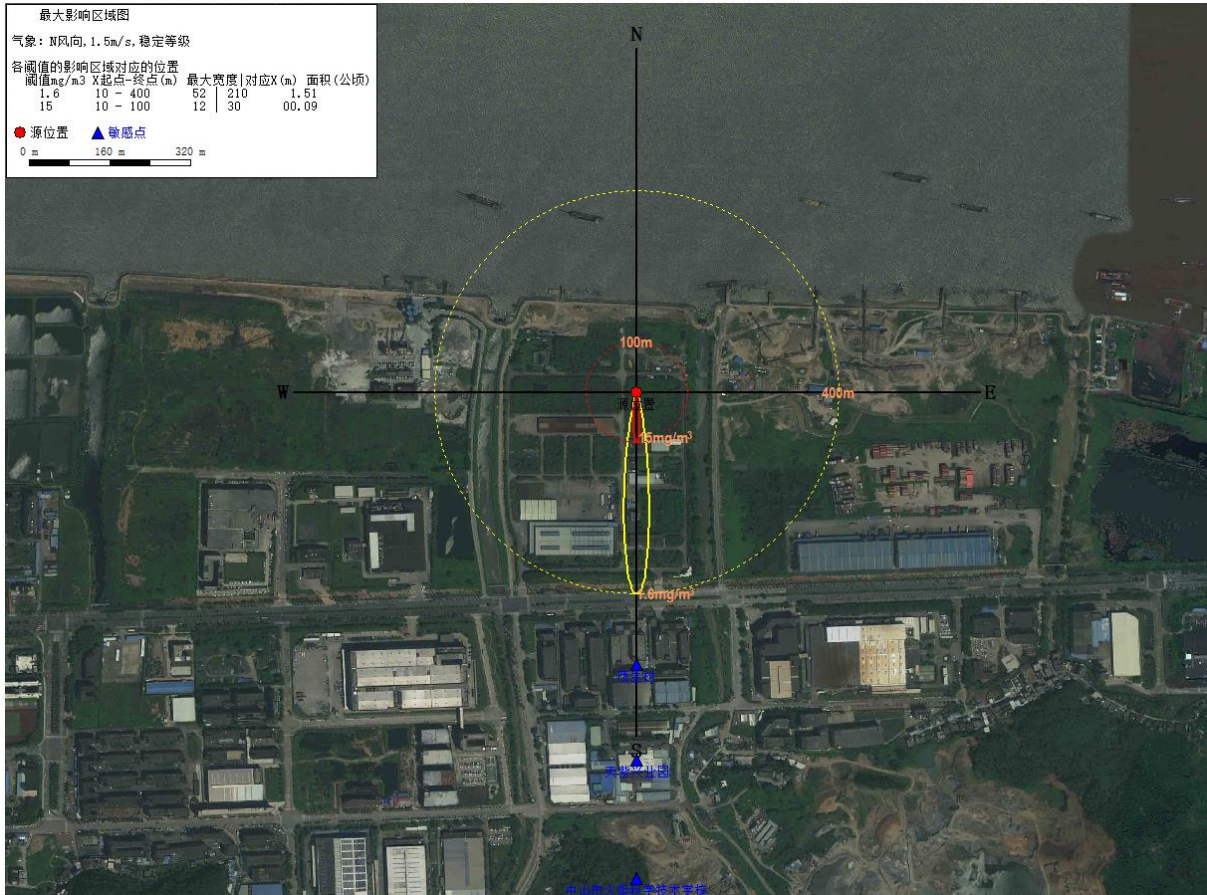 最大影响区域图
气象: N风向,1.5m/s,稳定等级
各阈值的影响区域对应的位置
阈值mg/m3 X起点-终点(m) 最大宽度|对应X(m) 面积(公顷)
1.6 10 - 400 52 | 210 1.51
15 10 - 100 12 | 30 00.09
源位置 敏感点
0 m 160 m 320 m
N
100m
W
E
400m
源位置
15mg/m³
1.6mg/m³
S